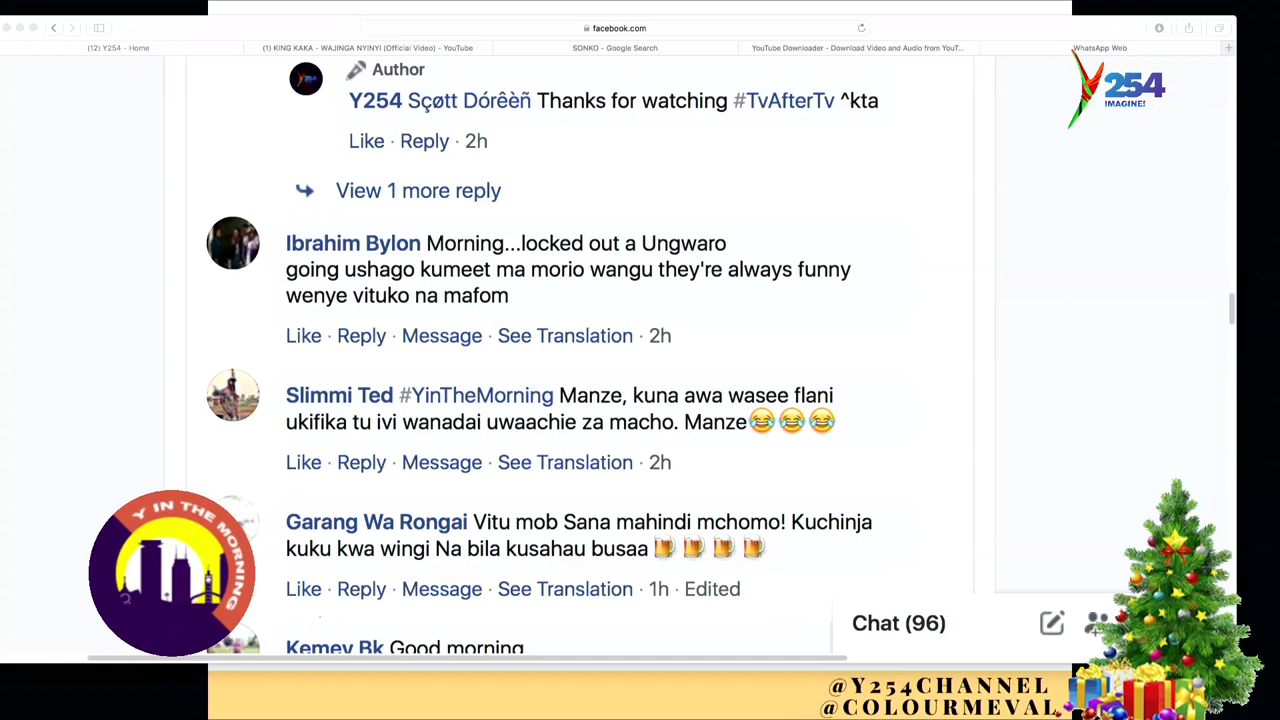 facebook.com
(12) Y254 - Home
(1) KING KAKA - WAJINGA NYINYI (Official Video) - YouTube
SONKO - Google Search
YouTube Downloader - Download Video and Audio from YouT...
WhatsApp Web
Y254
IMAGINE!
Author
Y254 Sçøtt Dórêèñ Thanks for watching #TvAfterTv ^kta
Like · Reply · 2h
View 1 more reply
Ibrahim Bylon Morning...locked out a Ungwaro
going ushago kumeet ma morio wangu they're always funny
wenye vituko na mafom
Like · Reply · Message · See Translation · 2h
Slimmi Ted #YinTheMorning Manze, kuna awa wasee flani
ukifika tu ivi wanadai uwaachie za macho. Manze😂😂😂
Like · Reply · Message · See Translation · 2h
Garang Wa Rongai Vitu mob Sana mahindi mchomo! Kuchinja
kuku kwa wingi Na bila kusahau busaa🍺🍺🍺🍺
Like · Reply · Message · See Translation · 1h · Edited
Kemey Bk Good morning
Chat (96)
Y IN THE MORNING
@Y254CHANNEL
@COLOURMEVAL